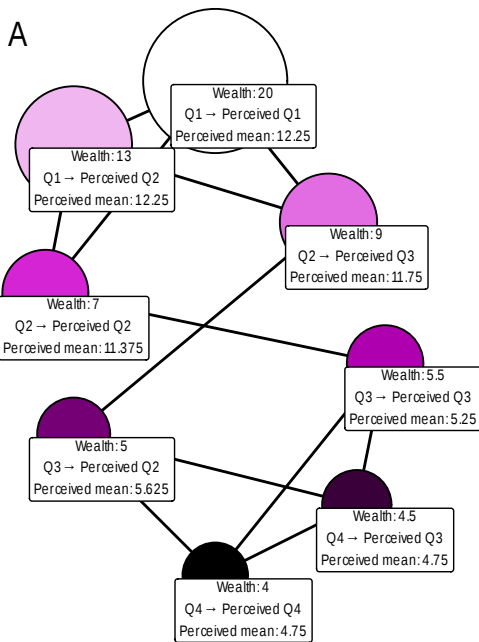 A
Wealth: 20
Q1 → Perceived Q1
Perceived mean: 12.25
Wealth: 13
Q1 → Perceived Q2
Perceived mean: 12.25
Wealth: 9
Q2 → Perceived Q3
Perceived mean: 11.75
Wealth: 7
Q2 → Perceived Q2
Perceived mean: 11.375
Wealth: 5.5
Q3 → Perceived Q3
Perceived mean: 5.25
Wealth: 5
Q3 → Perceived Q2
Perceived mean: 5.625
Wealth: 4.5
Q4 → Perceived Q3
Perceived mean: 4.75
Wealth: 4
Q4 → Perceived Q4
Perceived mean: 4.75